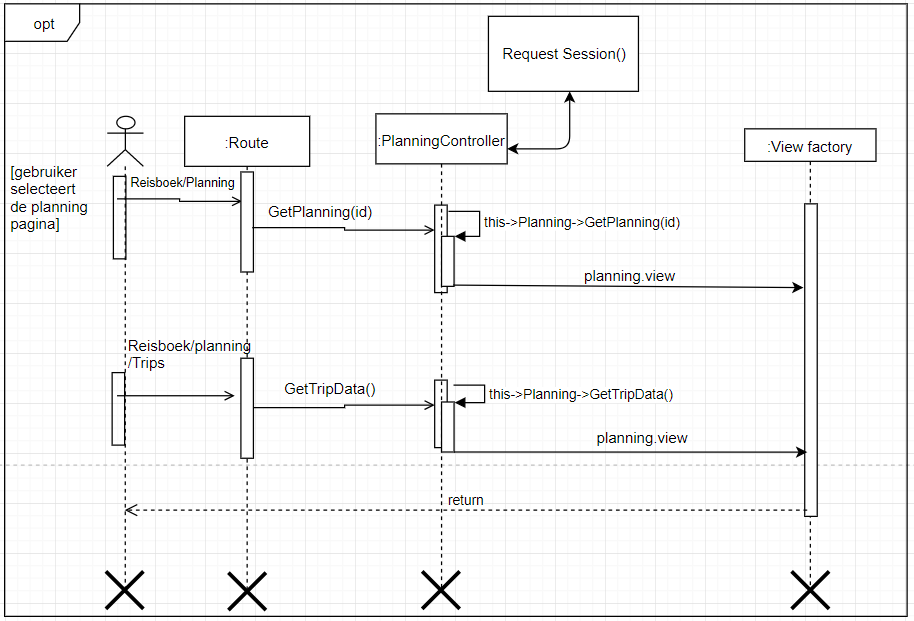 opt
Request Session()
:Route
:PlanningController
:View factory
[gebruiker
selecteert
de planning
pagina]
Reisboek/Planning
GetPlanning(id)
this->Planning->GetPlanning(id)
planning.view
Reisboek/planning
/Trips
GetTripData()
this->Planning->GetTripData()
planning.view
return